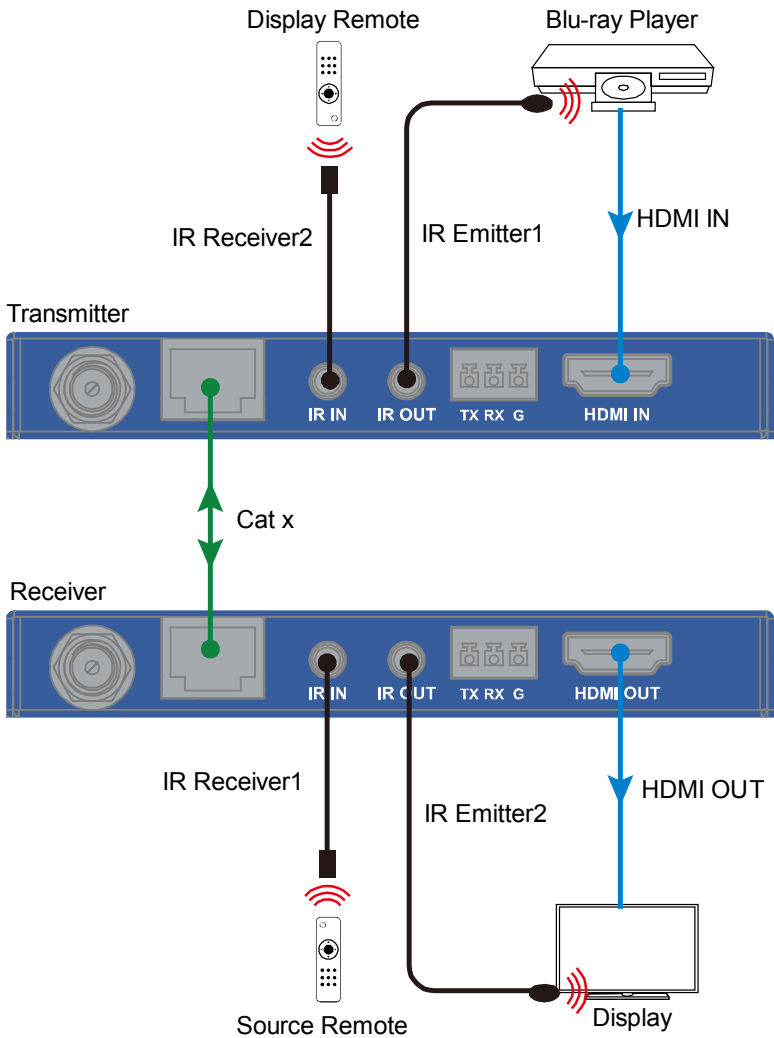 Display Remote
Blu-ray Player
IR Receiver2
IR Emitter1
HDMI IN
Transmitter
IR IN
IR OUT
TX RX G
HDMI IN
Cat x
Receiver
IR IN
IR OUT
TX RX G
HDMI OUT
IR Receiver1
IR Emitter2
HDMI OUT
Source Remote
Display